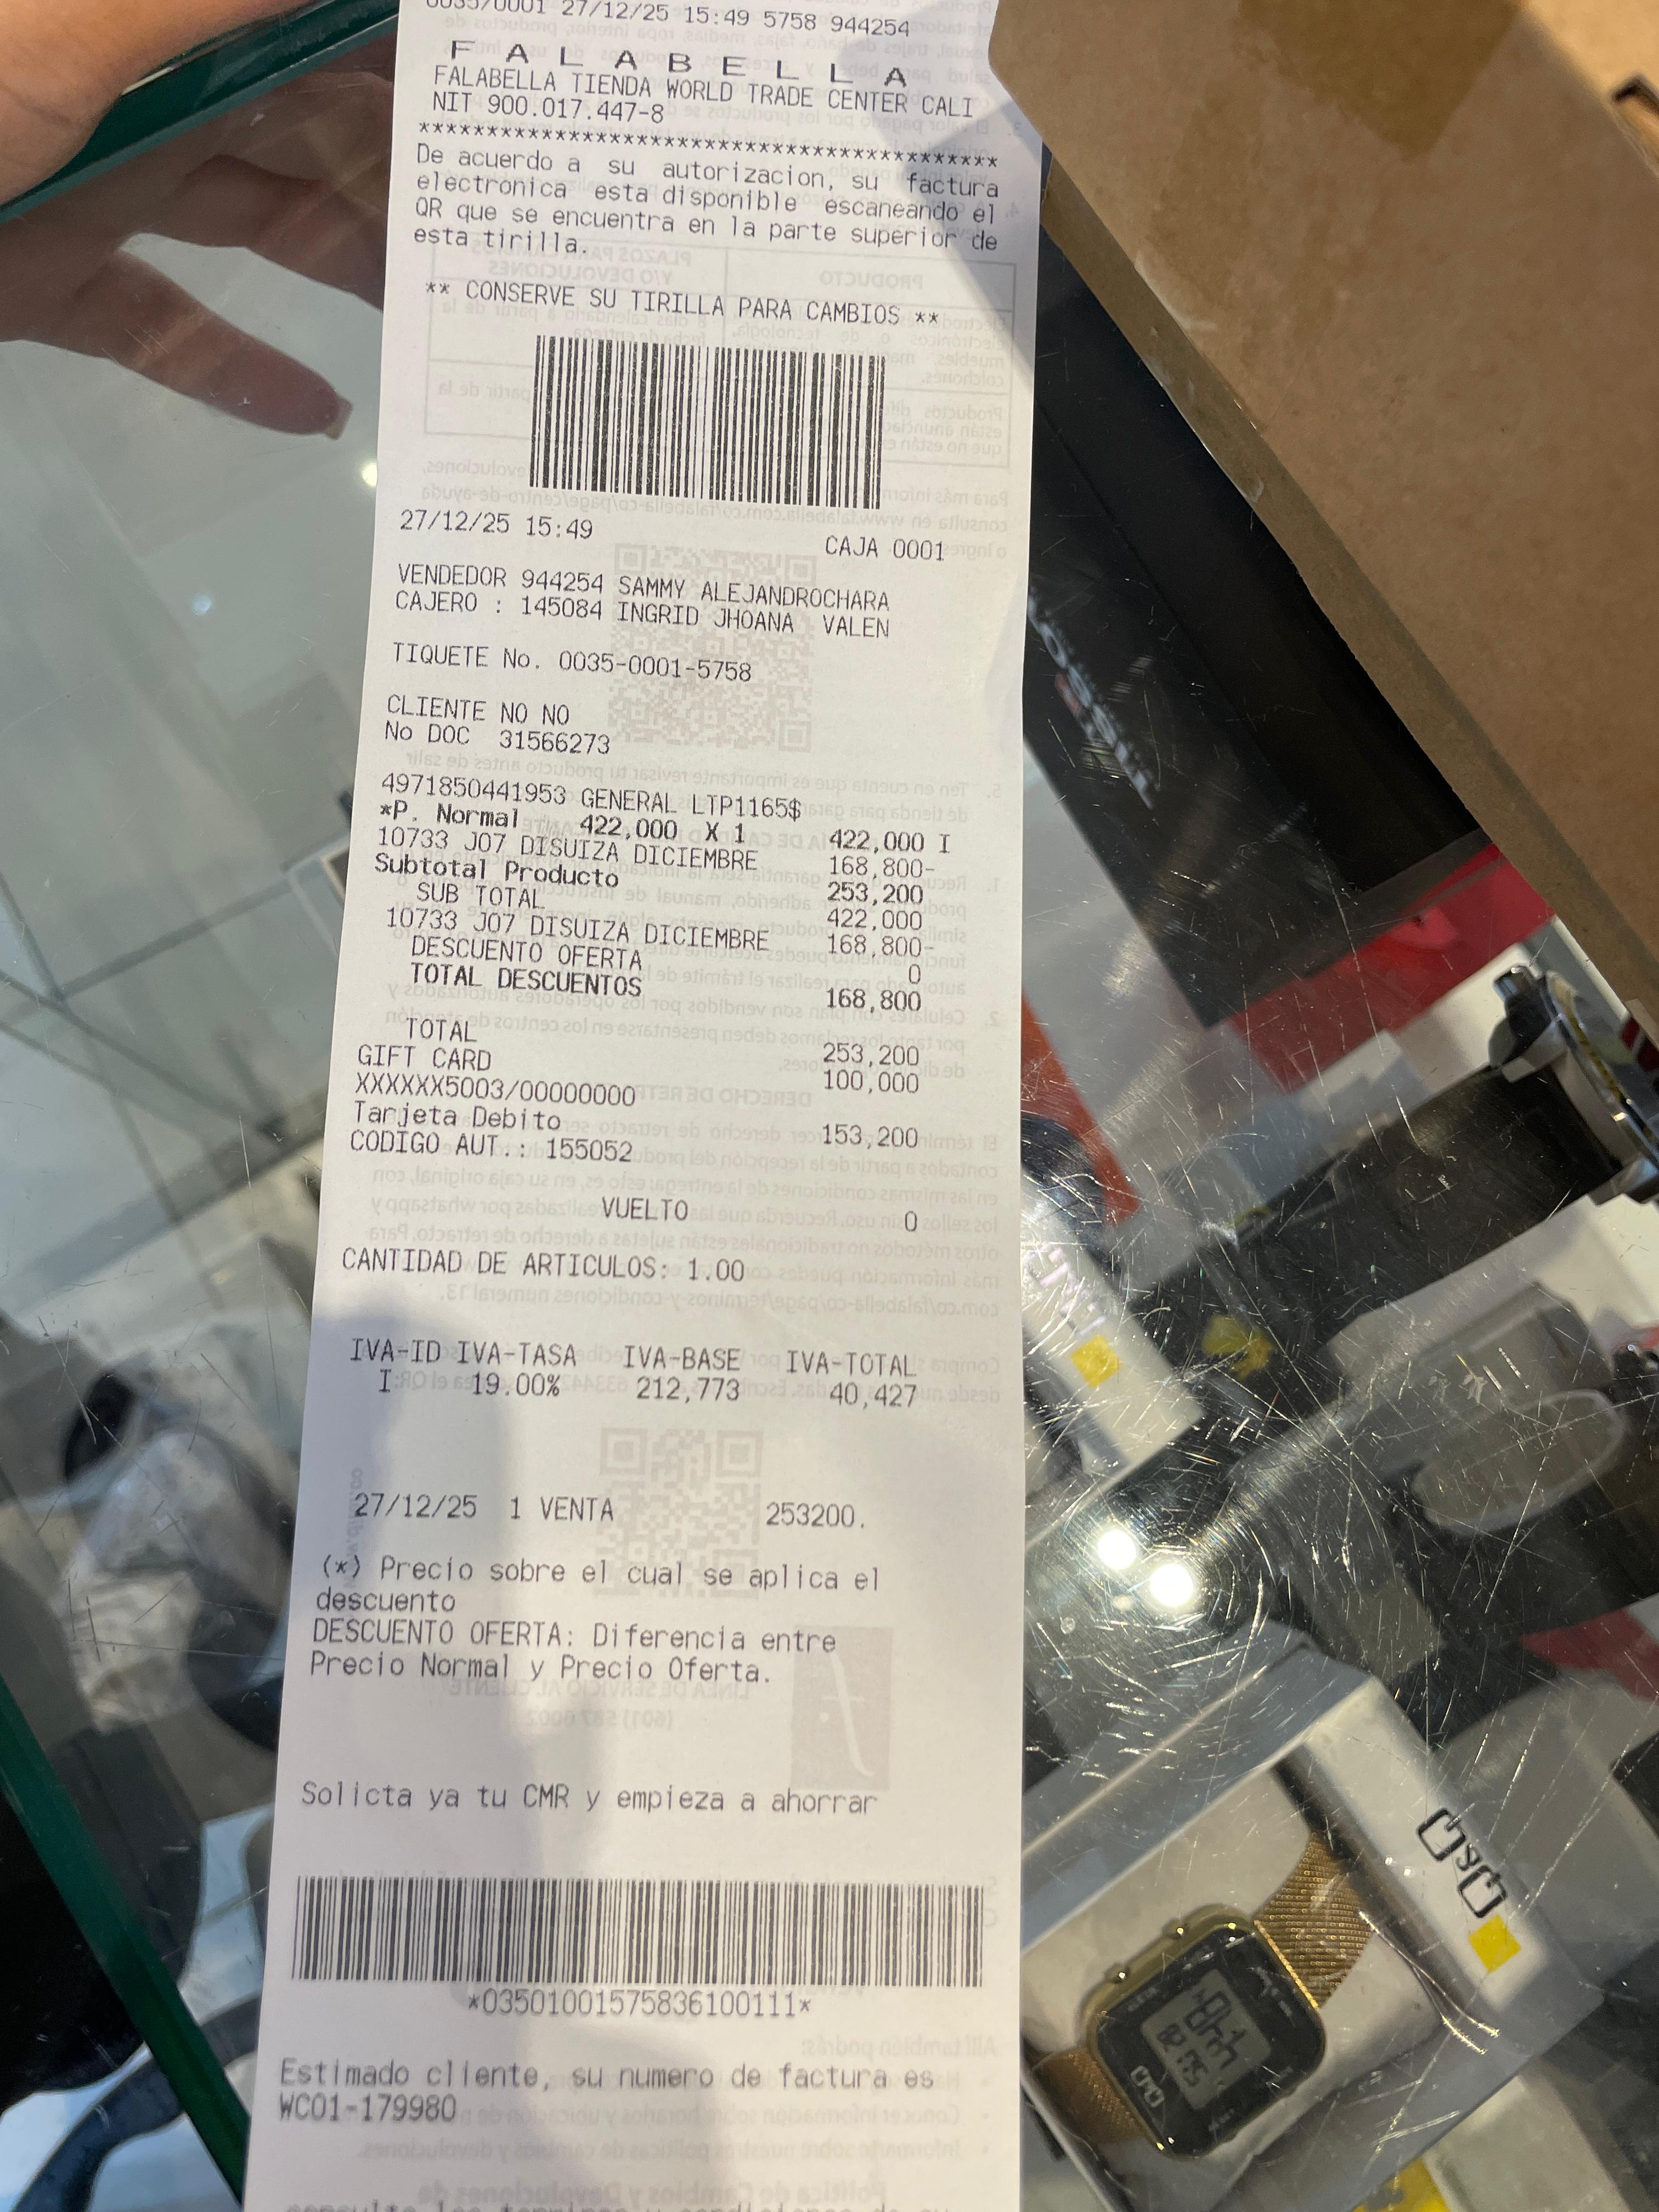 0035/0001 27/12/25 15:49 5758 944254
FALABELLA
FALABELLA TIENDA WORLD TRADE CENTER CALI
NIT 900.017.447-8
******************************************
De acuerdo a su autorizacion, su factura
electronica esta disponible escaneando el
QR que se encuentra en la parte superior de
esta tirilla.
** CONSERVE SU TIRILLA PARA CAMBIOS **
27/12/25 15:49 CAJA 0001
VENDEDOR 944254 SAMMY ALEJANDROCHARA
CAJERO : 145084 INGRID JHOANA VALEN
TIQUETE No. 0035-0001-5758
CLIENTE NO NO
No DOC 31566273
4971850441953 GENERAL LTP1165$
*P. Normal 422,000 X 1 422,000 I
10733 J07 DISUIZA DICIEMBRE 168,800-
Subtotal Producto 253,200
SUB TOTAL 422,000
10733 J07 DISUIZA DICIEMBRE 168,800-
DESCUENTO OFERTA 0
TOTAL DESCUENTOS 168,800
TOTAL 253,200
GIFT CARD 100,000
XXXXXX5003/00000000
Tarjeta Debito 153,200
CODIGO AUT.: 155052
VUELTO 0
CANTIDAD DE ARTICULOS: 1.00
IVA-ID IVA-TASA IVA-BASE IVA-TOTAL
I 19.00% 212,773 40,427
27/12/25 1 VENTA 253200.
(*) Precio sobre el cual se aplica el
descuento
DESCUENTO OFERTA: Diferencia entre
Precio Normal y Precio Oferta.
Solicta ya tu CMR y empieza a ahorrar
*03501001575836100111*
Estimado cliente, su numero de factura es
WC01-179980